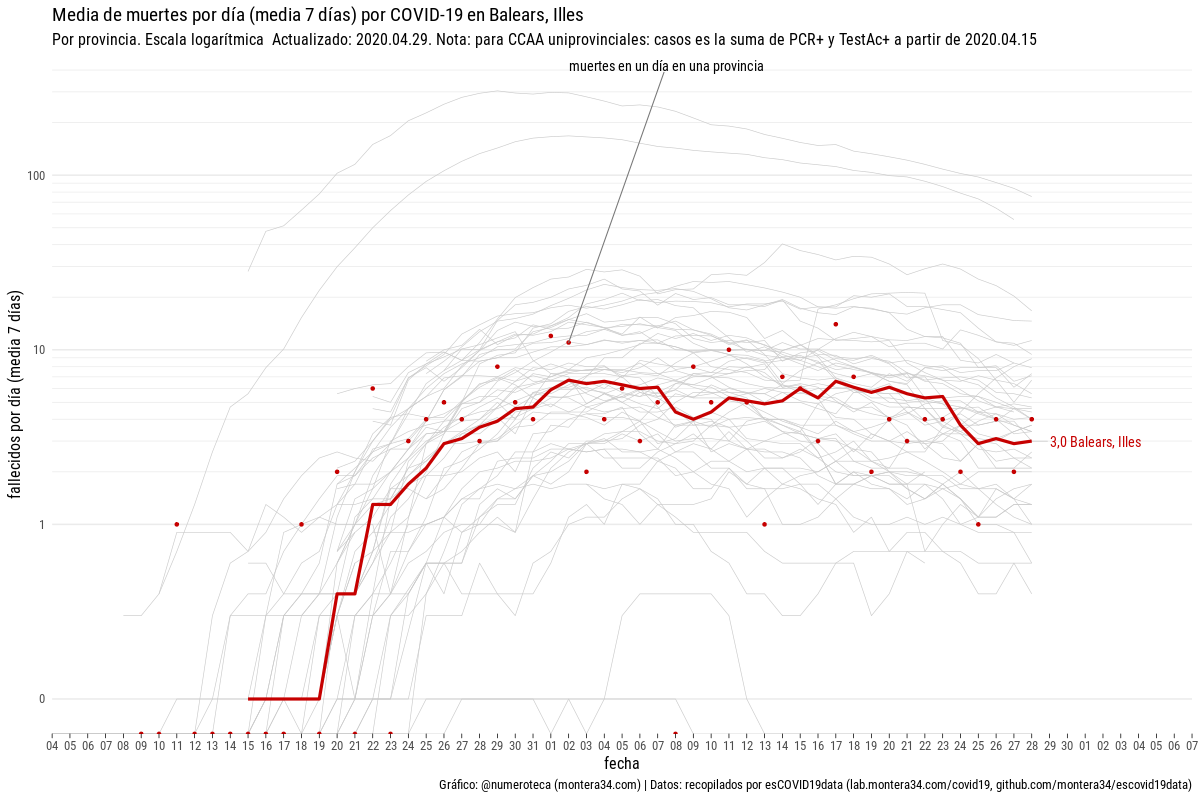 Media de muertes por día (media 7 días) por COVID-19 en Balears, Illes
Por provincia. Escala logarítmica  Actualizado: 2020.04.29. Nota: para CCAA uniprovinciales: casos es la suma de PCR+ y TestAc+ a partir de 2020.04.15
muertes en un día en una provincia
fallecidos por día (media 7 días)
100
10
1
0
3,0 Balears, Illes
04 05 06 07 08 09 10 11 12 13 14 15 16 17 18 19 20 21 22 23 24 25 26 27 28 29 30 31 01 02 03 04 05 06 07 08 09 10 11 12 13 14 15 16 17 18 19 20 21 22 23 24 25 26 27 28 29 30 01 02 03 04 05 06 07
fecha
Gráfico: @numeroteca (montera34.com) | Datos: recopilados por esCOVID19data (lab.montera34.com/covid19, github.com/montera34/escovid19data)